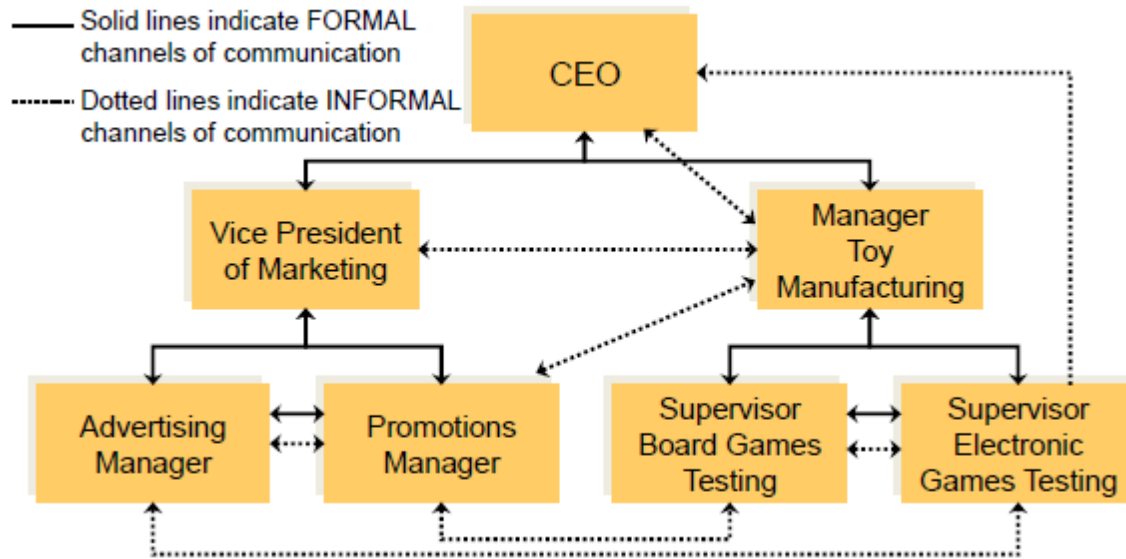 Solid lines indicate FORMAL
channels of communication
Dotted lines indicate INFORMAL
channels of communication
CEO
Vice President
of Marketing
Manager
Toy
Manufacturing
Advertising
Manager
Promotions
Manager
Supervisor
Board Games
Testing
Supervisor
Electronic
Games Testing